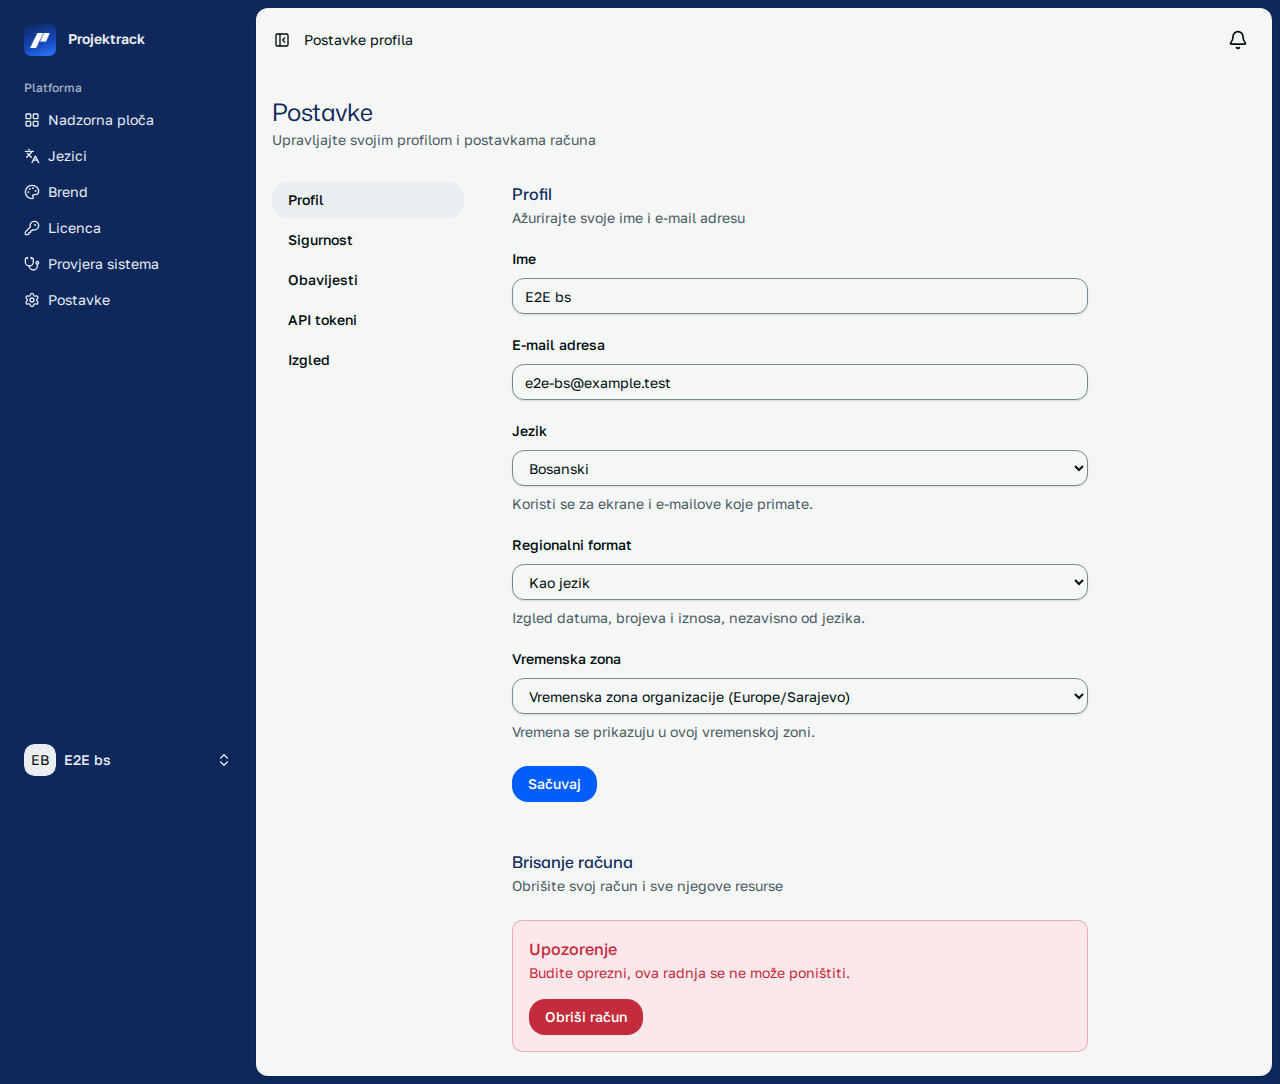 Projektrack
Platforma
Nadzorna ploča
Jezici
Brend
Licenca
Provjera sistema
Postavke
EB
E2E bs
Postavke profila
Postavke
Upravljajte svojim profilom i postavkama računa
Profil
Sigurnost
Obavijesti
API tokeni
Izgled
Profil
Ažurirajte svoje ime i e-mail adresu
Ime
E2E bs
E-mail adresa
e2e-bs@example.test
Jezik
Bosanski
Koristi se za ekrane i e-mailove koje primate.
Regionalni format
Kao jezik
Izgled datuma, brojeva i iznosa, nezavisno od jezika.
Vremenska zona
Vremenska zona organizacije (Europe/Sarajevo)
Vremena se prikazuju u ovoj vremenskoj zoni.
Sačuvaj
Brisanje računa
Obrišite svoj račun i sve njegove resurse
Upozorenje
Budite oprezni, ova radnja se ne može poništiti.
Obriši račun